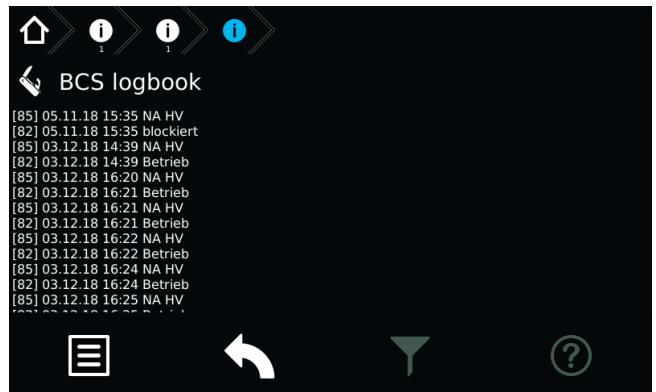 1 1
BCS logbook
[85] 05.11.18 15:35 NA HV
[82] 05.11.18 15:35 blockiert
[85] 03.12.18 14:39 NA HV
[82] 03.12.18 14:39 Betrieb
[85] 03.12.18 16:20 NA HV
[82] 03.12.18 16:21 Betrieb
[85] 03.12.18 16:21 NA HV
[82] 03.12.18 16:21 Betrieb
[85] 03.12.18 16:22 NA HV
[82] 03.12.18 16:22 Betrieb
[85] 03.12.18 16:24 NA HV
[82] 03.12.18 16:24 Betrieb
[85] 03.12.18 16:25 NA HV